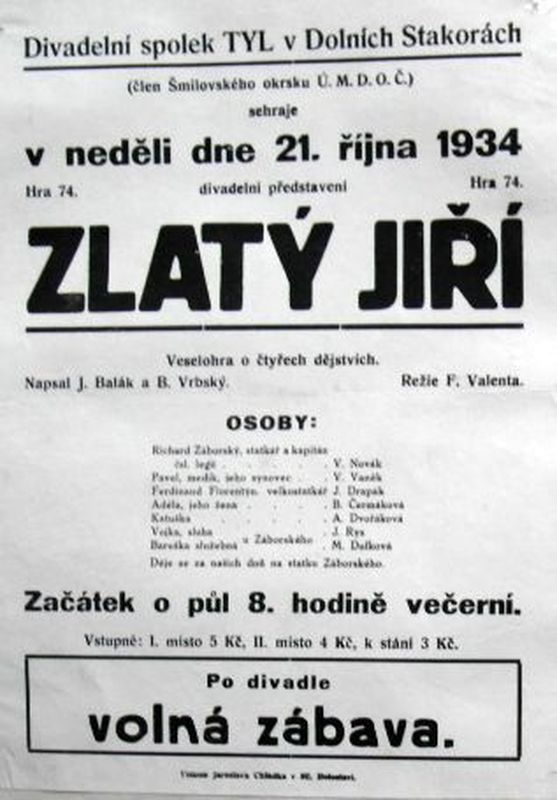 Divadelní spolek TYL v Dolních Stakorách
(člen Šmilovského okrsku Ú. M. D. O. Č.)
sehraje
v neděli dne 21. října 1934
Hra 74. divadelní představení Hra 74.
ZLATÝ JIŘÍ
Veselohra o čtyřech dějstvích.
Napsal J. Balák a B. Vrbský. Režie F. Valenta.
OSOBY:
Richard Záborský, statkář a kapitán
čsl. legií . . . . . V. Novák
Pavel, medik, jeho synovec . . V. Vaněk
Ferdinand Florentýn, velkostatkář J. Drapák
Adéla, jeho žena . . . . B. Čermáková
Katuška . . . . . A. Dvořáková
Vojta, sluha J. Rys
Baruška služebná u Záborského . M. Dufková
Děje se za našich dnů na statku Záborského.
Začátek o půl 8. hodině večerní.
Vstupné: I. místo 5 Kč, II. místo 4 Kč, k stání 3 Kč.
Po divadle
volná zábava.
Jaroslava v